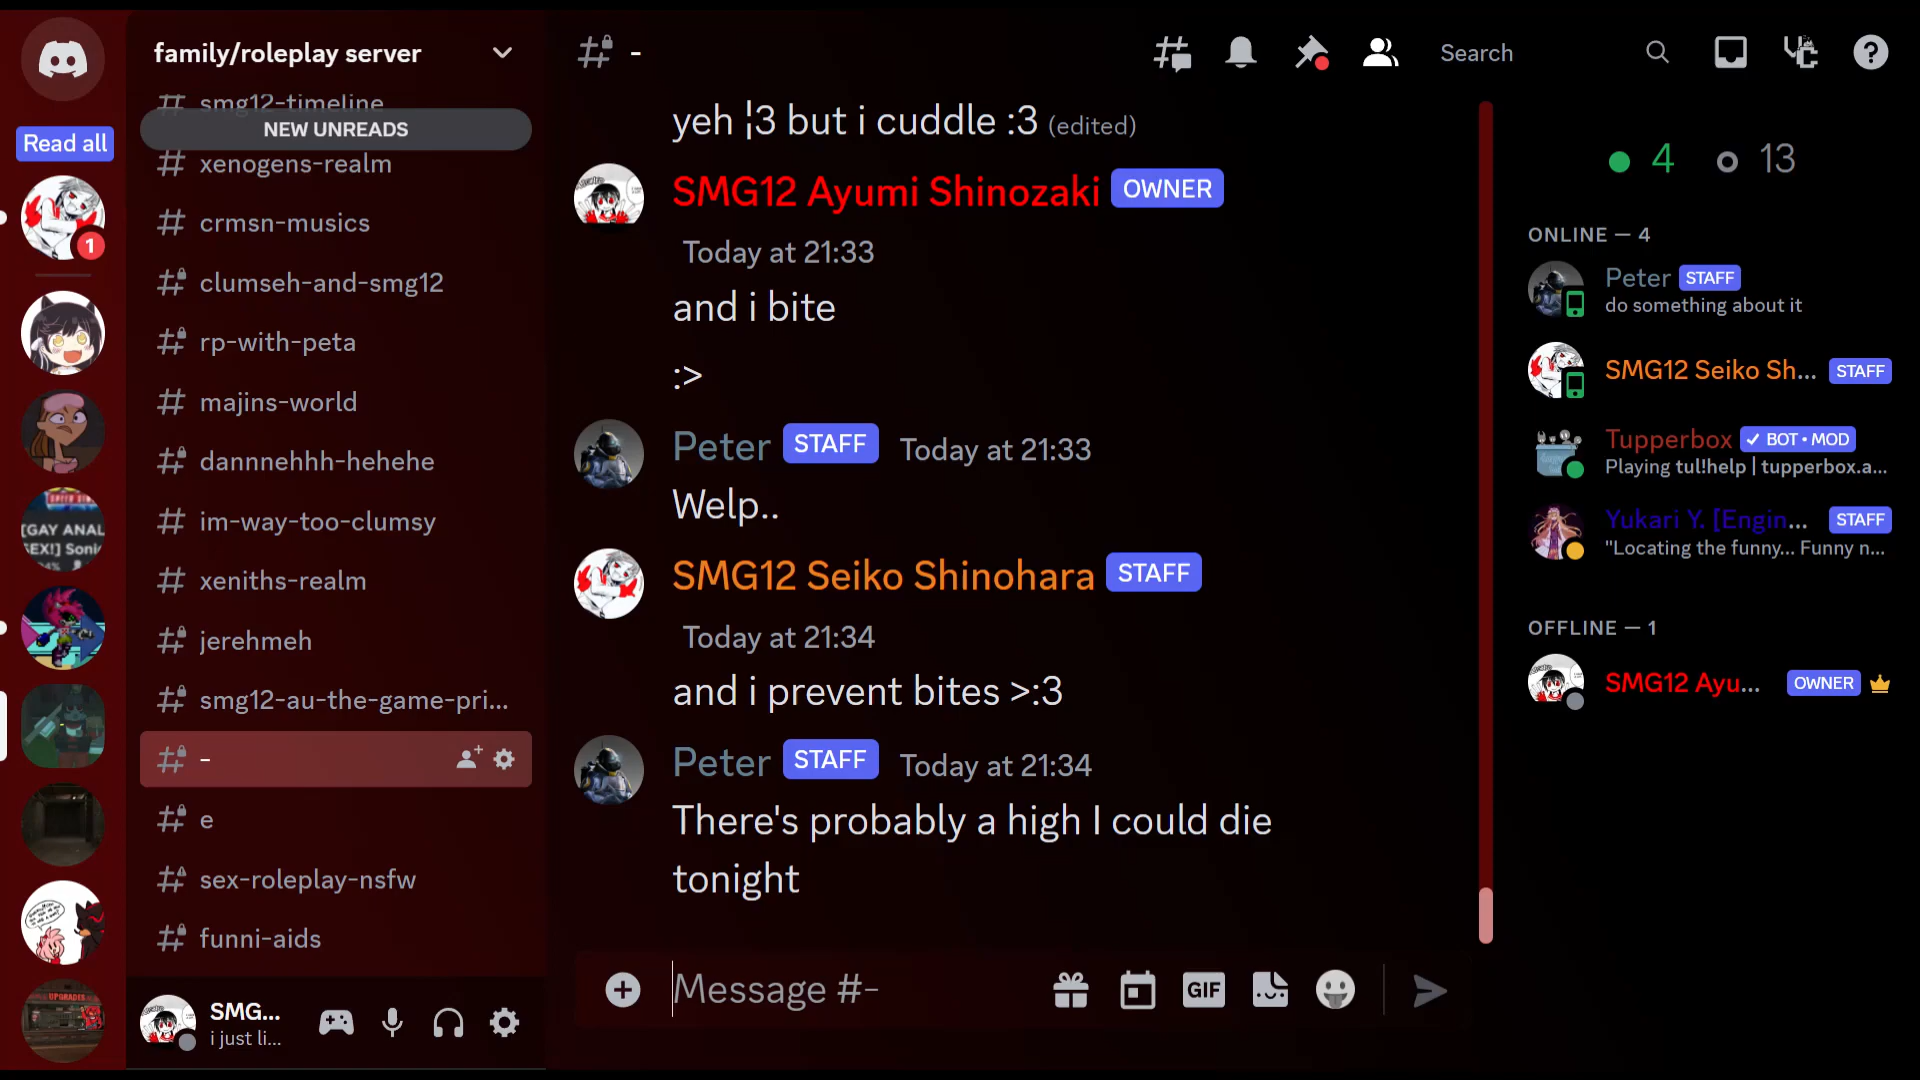 family/roleplay server
smg12-timeline
NEW UNREADS
xenogens-realm
crmsn-musics
clumseh-and-smg12
rp-with-peta
majins-world
dannnehhh-hehehe
im-way-too-clumsy
xeniths-realm
jerehmeh
smg12-au-the-game-pri...
-
e
sex-roleplay-nsfw
funni-aids
Read all
1
[GAY ANAL
SEX!] Soni
UPGRADES
SMG...
i just li...
-
Search
yeh ¦3 but i cuddle :3 (edited)
SMG12 Ayumi Shinozaki OWNER
Today at 21:33
and i bite
:>
Peter STAFF Today at 21:33
Welp..
SMG12 Seiko Shinohara STAFF
Today at 21:34
and i prevent bites >:3
Peter STAFF Today at 21:34
There's probably a high I could die
tonight
Message #-
GIF
4 13
ONLINE — 4
Peter STAFF
do something about it
SMG12 Seiko Sh... STAFF
Tupperbox ✓ BOT • MOD
Playing tul!help | tupperbox.a...
Yukari Y. [Engin... STAFF
"Locating the funny... Funny n...
OFFLINE — 1
SMG12 Ayu... OWNER